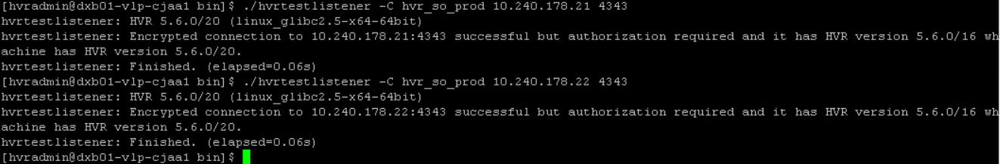 [hvradmin@dxb01-vlp-cjaa1 bin]$ ./hvrtestlistener -C hvr_so_prod 10.240.178.21 4343
hvrtestlistener: HVR 5.6.0/20 (linux_glibc2.5-x64-64bit)
hvrtestlistener: Encrypted connection to 10.240.178.21:4343 successful but authorization required and it has HVR version 5.6.0/16 wh
achine has HVR version 5.6.0/20.
hvrtestlistener: Finished. (elapsed=0.06s)
[hvradmin@dxb01-vlp-cjaa1 bin]$ ./hvrtestlistener -C hvr_so_prod 10.240.178.22 4343
hvrtestlistener: HVR 5.6.0/20 (linux_glibc2.5-x64-64bit)
hvrtestlistener: Encrypted connection to 10.240.178.22:4343 successful but authorization required and it has HVR version 5.6.0/16 wh
achine has HVR version 5.6.0/20.
hvrtestlistener: Finished. (elapsed=0.06s)
[hvradmin@dxb01-vlp-cjaa1 bin]$